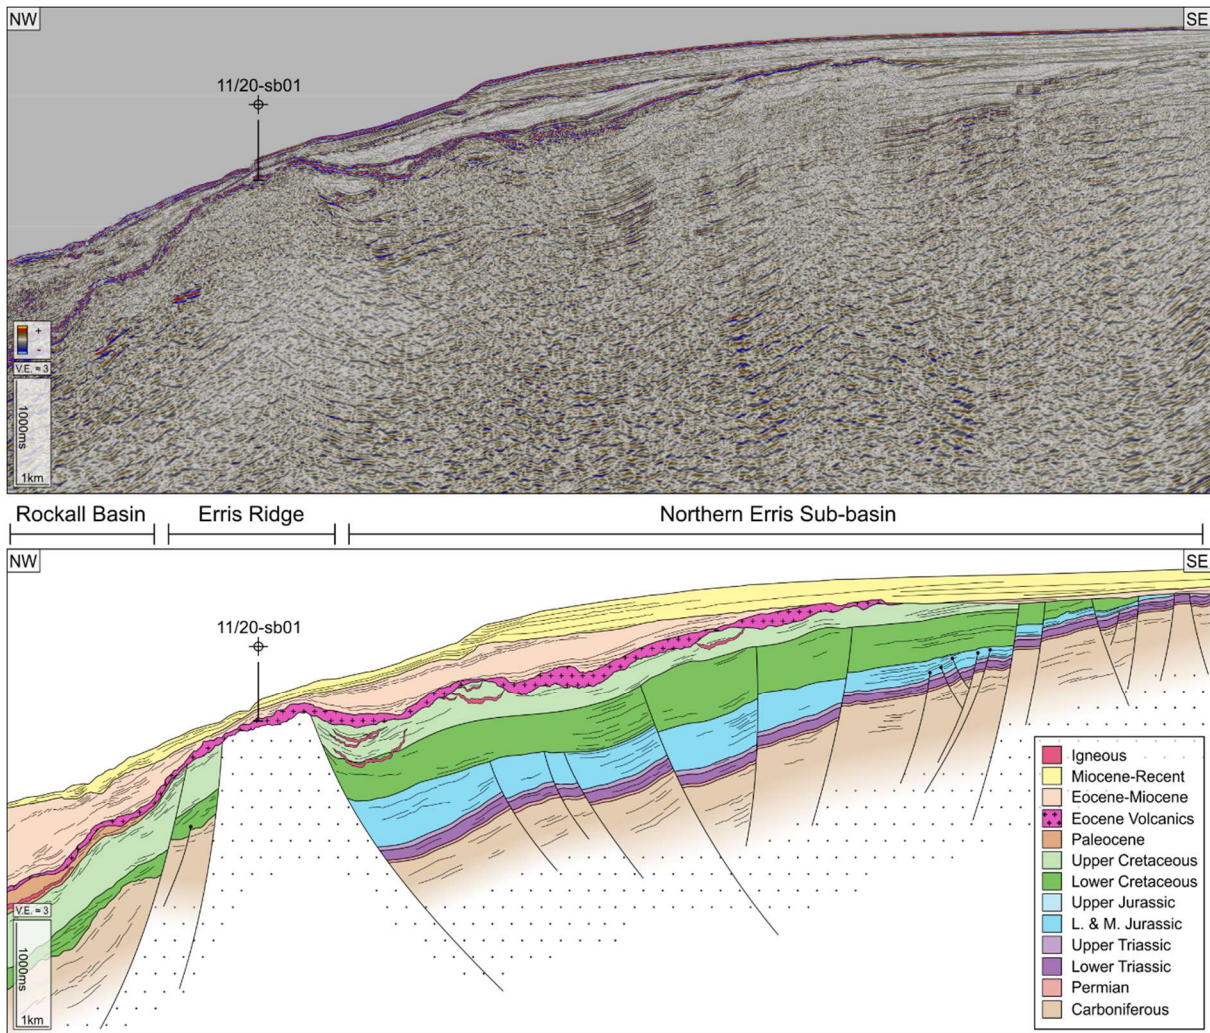 NW
SE
11/20-sb01
+
-
V.E. ≈ 3
1000ms
1km
Rockall Basin
Erris Ridge
Northern Erris Sub-basin
NW
SE
11/20-sb01
Igneous
Miocene-Recent
Eocene-Miocene
Eocene Volcanics
Paleocene
Upper Cretaceous
Lower Cretaceous
Upper Jurassic
L. & M. Jurassic
Upper Triassic
Lower Triassic
Permian
Carboniferous
V.E. ≈ 3
1000ms
1km